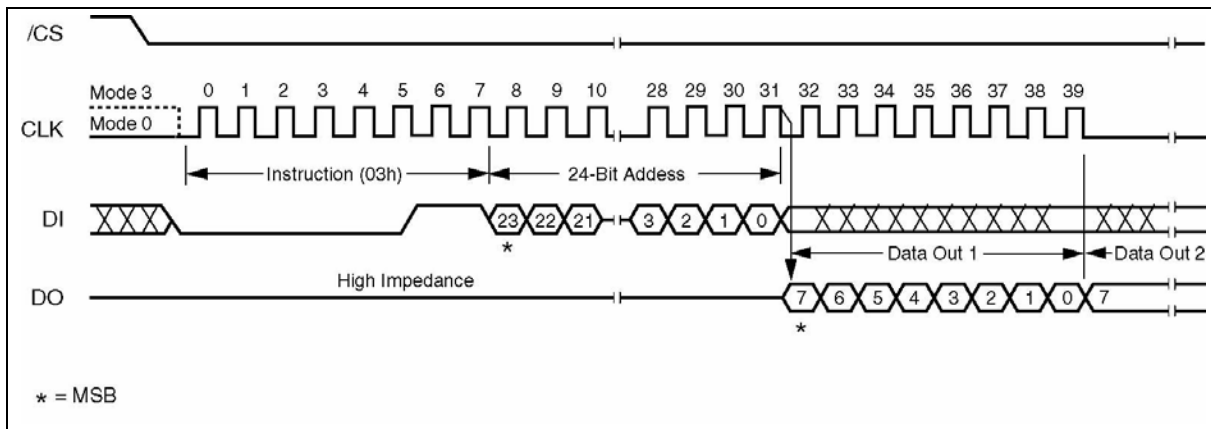 /CS
Mode 3
0 1 2 3 4 5 6 7 8 9 10 28 29 30 31 32 33 34 35 36 37 38 39
CLK
Mode 0
Instruction (03h)
24-Bit Addess
DI
23 22 21 3 2 1 0
*
Data Out 1
Data Out 2
High Impedance
DO
7 6 5 4 3 2 1 0 7
*
* = MSB